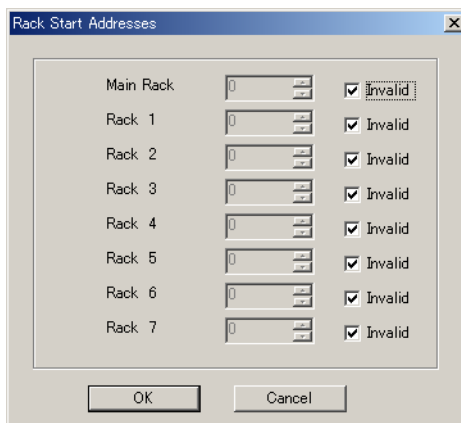 Rack Start Addresses
Main Rack 0 Invalid
Rack 1 0 Invalid
Rack 2 0 Invalid
Rack 3 0 Invalid
Rack 4 0 Invalid
Rack 5 0 Invalid
Rack 6 0 Invalid
Rack 7 0 Invalid
OK Cancel